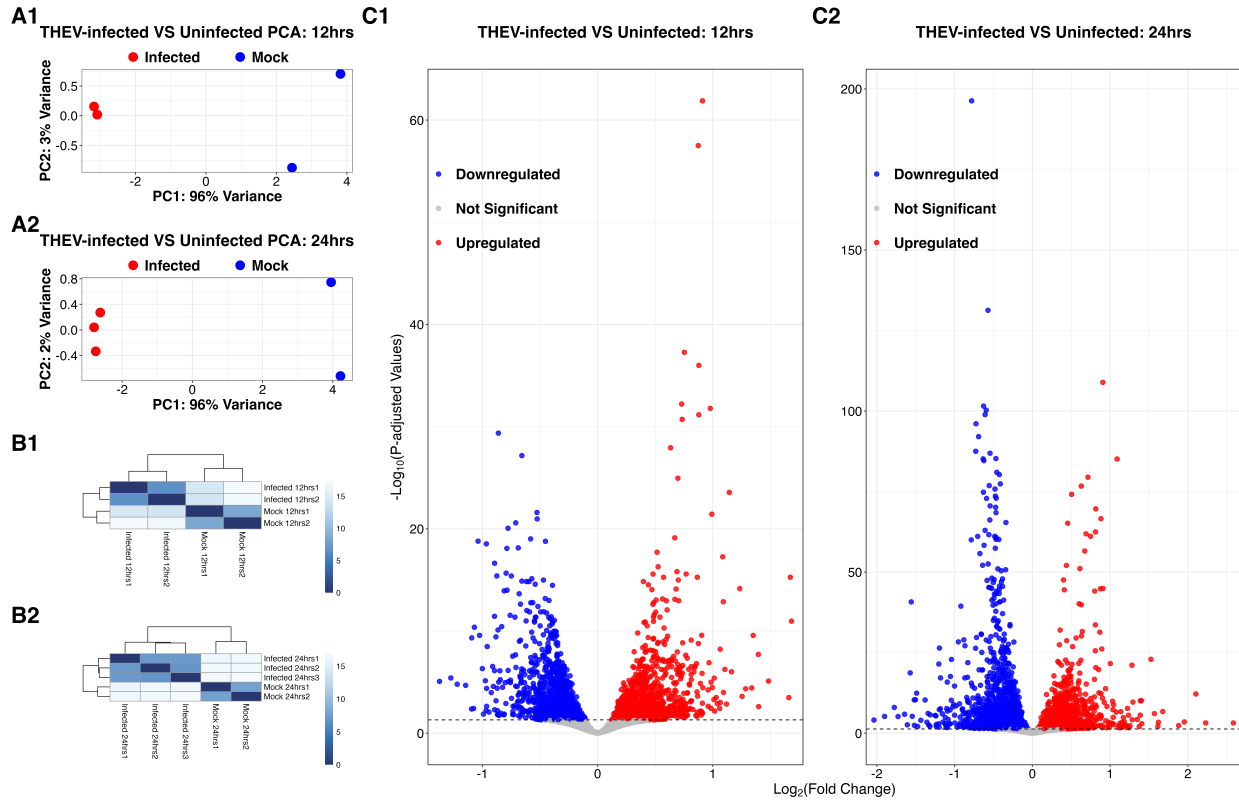 A1
THEV-infected VS Uninfected PCA: 12hrs
Infected
Mock
PC2: 3% Variance
0.5
0.0
-0.5
-2
0
2
4
PC1: 96% Variance
A2
THEV-infected VS Uninfected PCA: 24hrs
Infected
Mock
PC2: 2% Variance
0.8
0.4
0.0
-0.4
-2
0
2
4
PC1: 96% Variance
B1
Infected 12hrs1
Infected 12hrs2
Mock 12hrs1
Mock 12hrs2
Infected 12hrs1
Infected 12hrs2
Mock 12hrs1
Mock 12hrs2
15
10
5
0
B2
Infected 24hrs1
Infected 24hrs2
Infected 24hrs3
Mock 24hrs1
Mock 24hrs2
Infected 24hrs1
Infected 24hrs2
Infected 24hrs3
Mock 24hrs1
Mock 24hrs2
15
10
5
0
C1
THEV-infected VS Uninfected: 12hrs
Downregulated
Not Significant
Upregulated
-Log10(P-adjusted Values)
60
40
20
0
-1
0
1
C2
THEV-infected VS Uninfected: 24hrs
Downregulated
Not Significant
Upregulated
200
150
100
50
0
-2
-1
0
1
2
Log2(Fold Change)